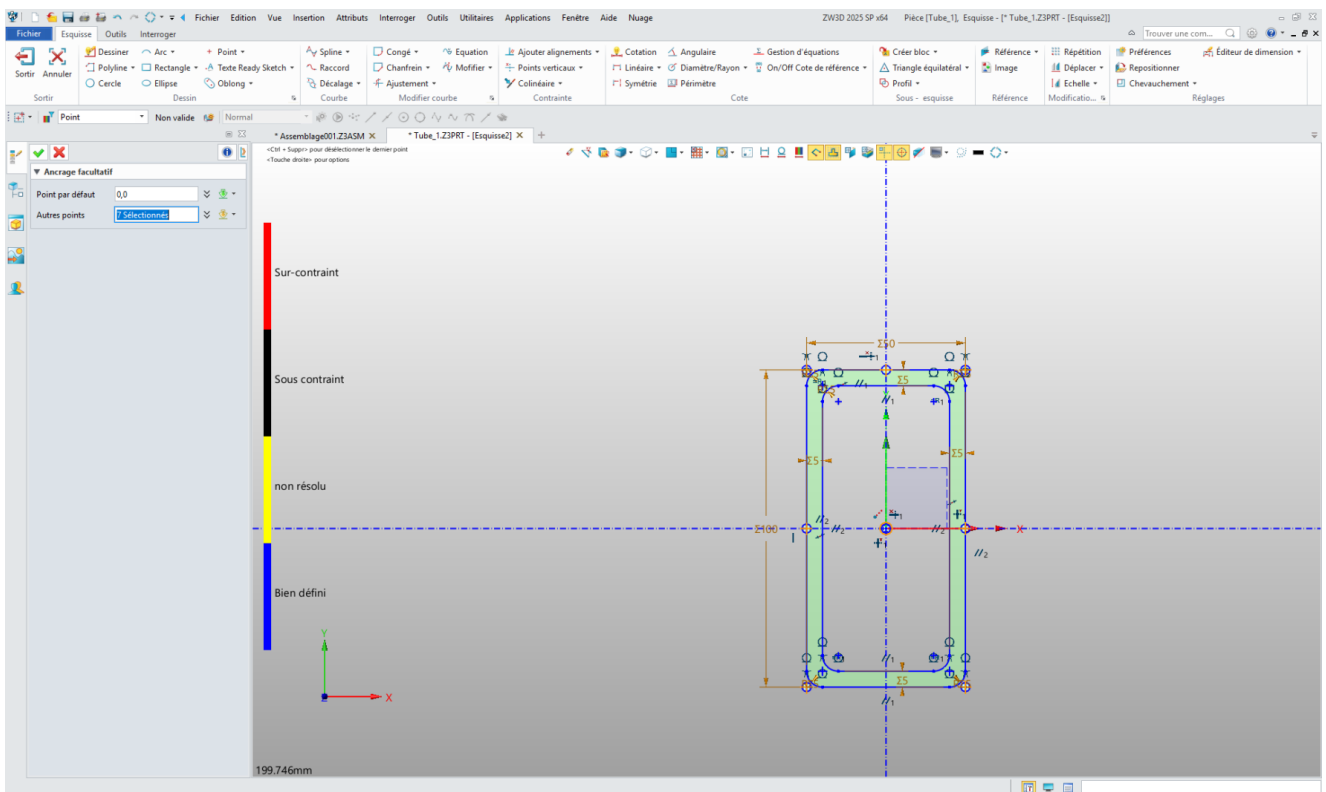 Fichier Edition Vue Insertion Attributs Interroger Outils Utilitaires Applications Fenêtre Aide Nuage ZW3D 2025 SP x64 Pièce [Tube_1], Esquisse - [* Tube_1.Z3PRT - [Esquisse2]]
Fichier Esquisse Outils Interroger Trouver une com...
Dessiner Arc Point Spline Congé Equation Ajouter alignements Cotation Angulaire Gestion d'équations Créer bloc Référence Répétition Préférences Éditeur de dimension
Sortir Annuler Polyline Rectangle Texte Ready Sketch Raccord Chanfrein Modifier Points verticaux Linéaire Diamètre/Rayon On/Off Cote de référence Triangle équilatéral Image Déplacer Repositionner
Cercle Ellipse Oblong Décalage Ajustement Colinéaire Symétrie Périmètre Profil Echelle Chevauchement
Sortir Dessin Courbe Modifier courbe Contrainte Cote Sous - esquisse Référence Modificatio... Réglages
Point Non valide Normal
* Assemblage001.Z3ASM * Tube_1.Z3PRT - [Esquisse2]
<Ctrl + Suppr> pour désélectionner le dernier point
<Touche droite> pour options
Ancrage facultatif
Point par défaut 0,0
Autres points 7 Sélectionnés
Sur-contraint
Σ50
Sous contraint
Σ5
Σ5 Σ5
non résolu
Σ100
X
Bien défini
Y
Σ5
X
199.746mm